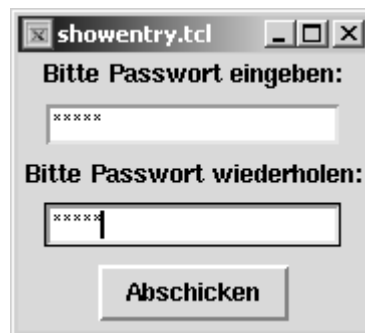 showentry.tcl
Bitte Passwort eingeben:
*****
Bitte Passwort wiederholen:
*****
Abschicken